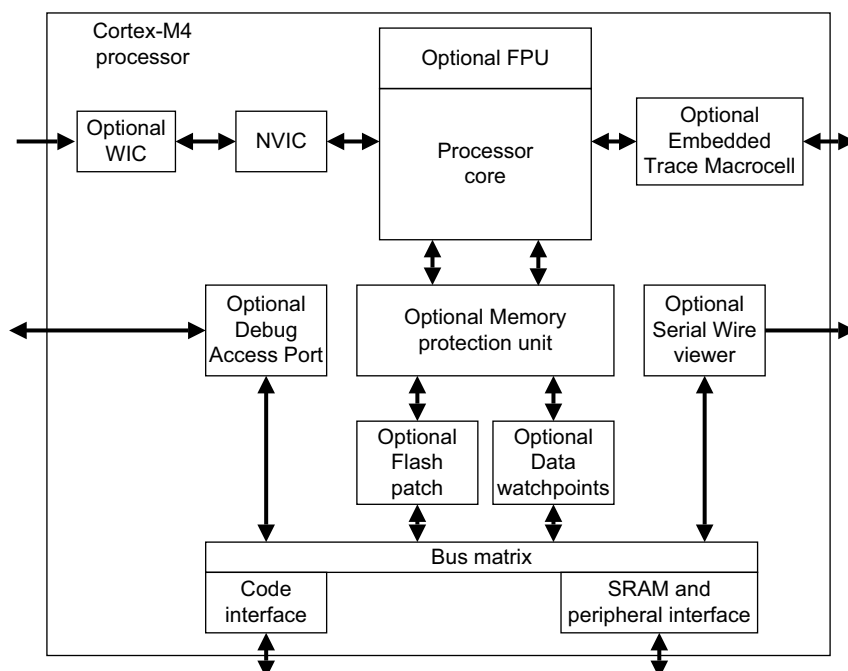 Cortex-M4
processor
Optional FPU
Optional
WIC
NVIC
Processor
core
Optional
Embedded
Trace Macrocell
Optional
Debug
Access Port
Optional Memory
protection unit
Optional
Serial Wire
viewer
Optional
Flash
patch
Optional
Data
watchpoints
Bus matrix
Code
interface
SRAM and
peripheral interface